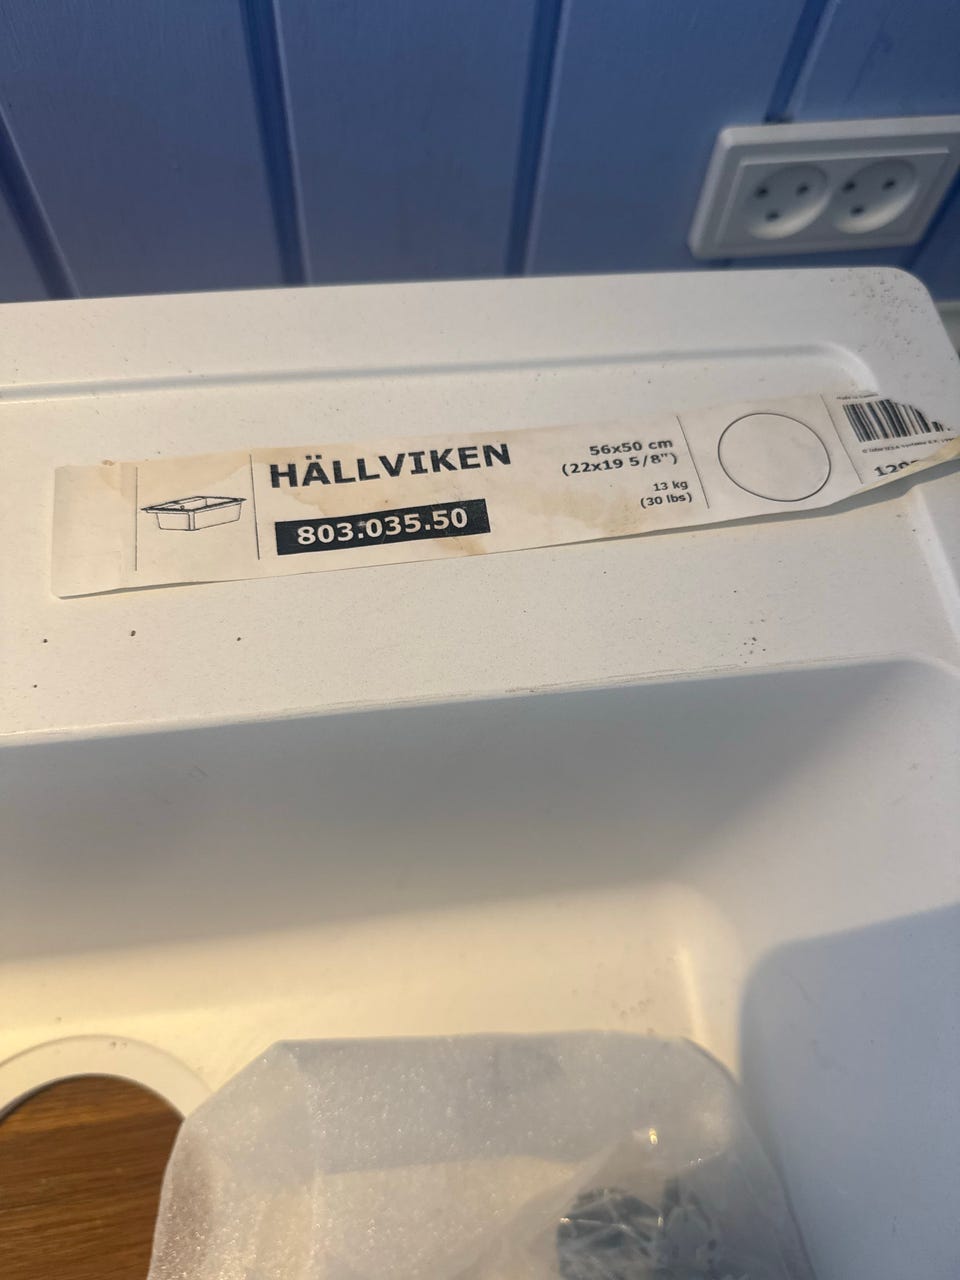 HÄLLVIKEN
803.035.50
56x50 cm
(22x19 5/8")
13 kg
(30 lbs)